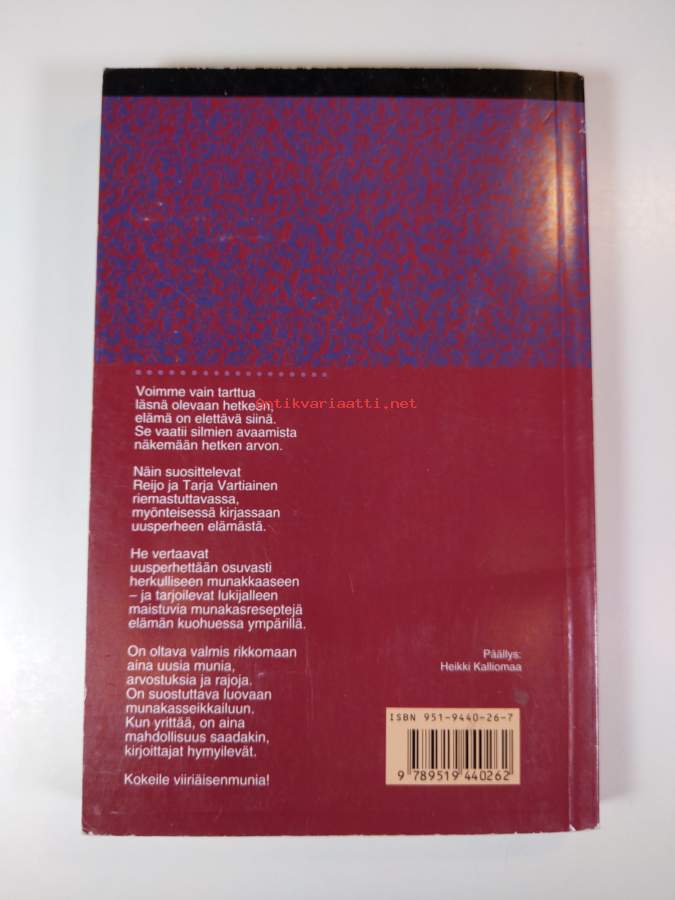 Voimme vain tarttua
läsnä olevaan hetkeen,
elämä on elettävä siinä.
Se vaatii silmien avaamista
näkemään hetken arvon.
antikvariaatti.net
Näin suosittelevat
Reijo ja Tarja Vartiainen
riemastuttavassa,
myönteisessä kirjassaan
uusperheen elämästä.
He vertaavat
uusperhettään osuvasti
herkulliseen munakkaaseen
– ja tarjoilevat lukijalleen
maistuvia munakasreseptejä
elämän kuohuessa ympärillä.
On oltava valmis rikkomaan
aina uusia munia,
arvostuksia ja rajoja.
On suostuttava luovaan
munakasseikkailuun.
Kun yrittää, on aina
mahdollisuus saadakin,
kirjoittajat hymyilevät.
Kokeile viiriäisenmunia!
Päällys:
Heikki Kalliomaa
ISBN 951-9440-26-7
9 789519 440262